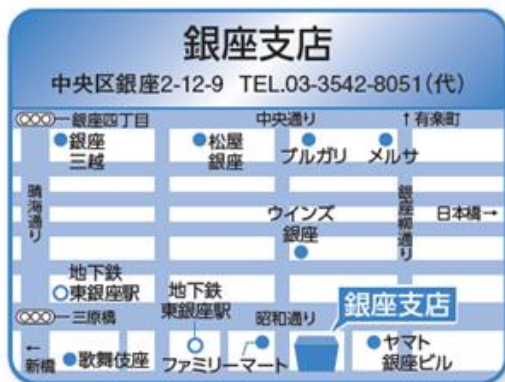 銀座支店
中央区銀座2-12-9 TEL.03-3542-8051(代)
銀座四丁目
中央通り
↑有楽町
銀座
三越
松屋
銀座
ブルガリ
メルサ
晴海通り
ウインズ
銀座
銀座柳通り
日本橋→
地下鉄
東銀座駅
地下鉄
東銀座駅
三原橋
昭和通り
銀座支店
←
新橋
歌舞伎座
ファミリーマート
ヤマト
銀座ビル